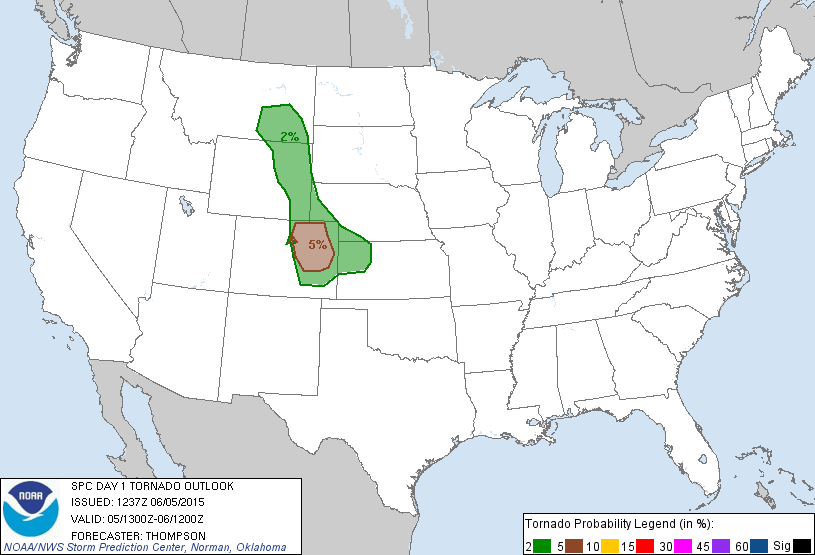 2%
5%
NOAA
SPC DAY 1 TORNADO OUTLOOK
ISSUED: 1237Z 06/05/2015
VALID: 05/1300Z-06/1200Z
FORECASTER: THOMPSON
NOAA/NWS Storm Prediction Center, Norman, Oklahoma
Tornado Probability Legend (in %):
2 5 10 15 30 45 60 Sig